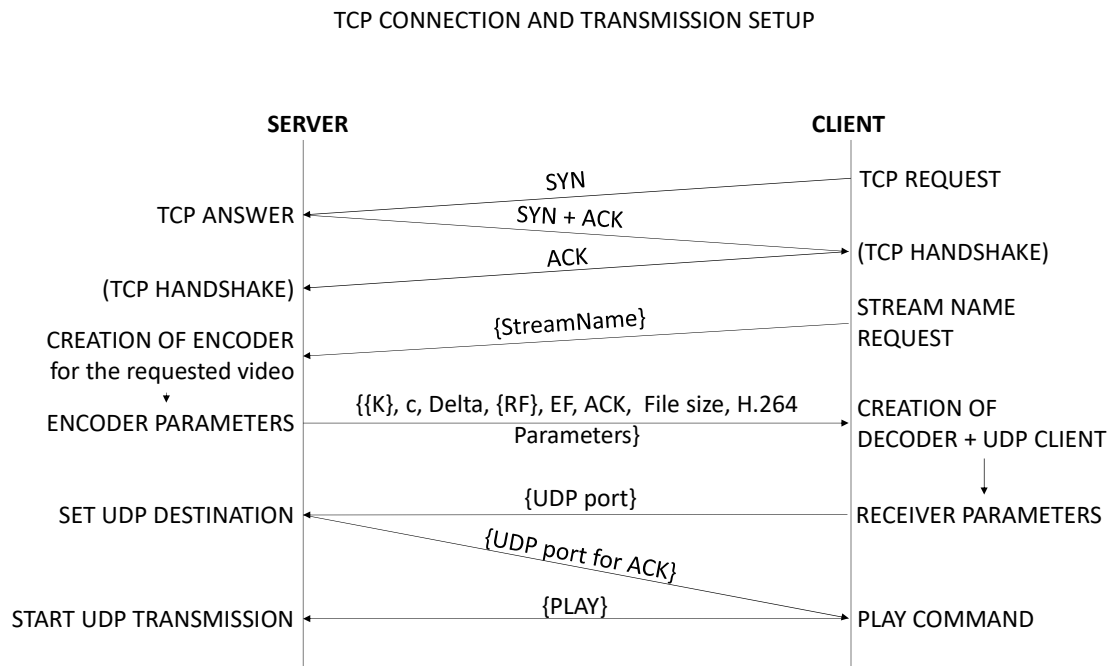 TCP CONNECTION AND TRANSMISSION SETUP
SERVER
CLIENT
SYN
TCP REQUEST
TCP ANSWER
SYN + ACK
ACK
(TCP HANDSHAKE)
(TCP HANDSHAKE)
{StreamName}
STREAM NAME
REQUEST
CREATION OF ENCODER
for the requested video
{{K}, c, Delta, {RF}, EF, ACK,  File size, H.264
Parameters}
ENCODER PARAMETERS
CREATION OF
DECODER + UDP CLIENT
{UDP port}
SET UDP DESTINATION
RECEIVER PARAMETERS
{UDP port for ACK}
{PLAY}
START UDP TRANSMISSION
PLAY COMMAND